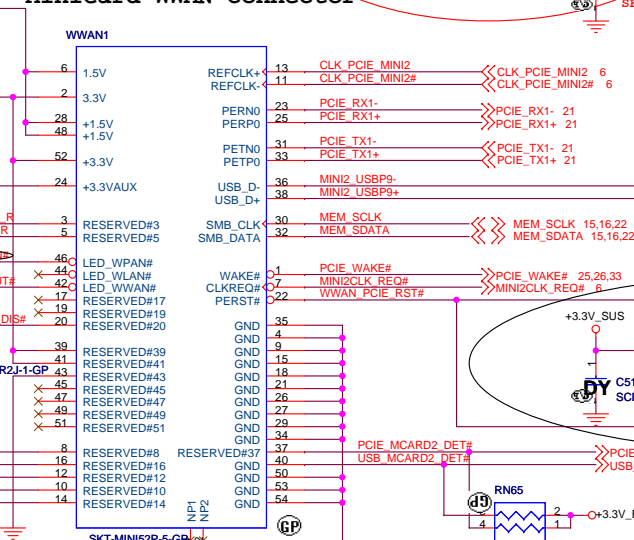 WWAN1
6 1.5V REFCLK+ 13 CLK_PCIE_MINI2 CLK_PCIE_MINI2 6
REFCLK- 11 CLK_PCIE_MINI2# CLK_PCIE_MINI2# 6
2 3.3V
PERN0 23 PCIE_RX1- PCIE_RX1- 21
28 +1.5V PERP0 25 PCIE_RX1+ PCIE_RX1+ 21
48 +1.5V
PETN0 31 PCIE_TX1- PCIE_TX1- 21
52 +3.3V PETP0 33 PCIE_TX1+ PCIE_TX1+ 21
24 +3.3VAUX USB_D- 36 MINI2_USBP9-
USB_D+ 38 MINI2_USBP9+
3 RESERVED#3 SMB_CLK 30 MEM_SCLK MEM_SCLK 15,16,22
5 RESERVED#5 SMB_DATA 32 MEM_SDATA MEM_SDATA 15,16,22
46 LED_WPAN#
44 LED_WLAN# WAKE# 1 PCIE_WAKE# PCIE_WAKE# 25,26,33
42 LED_WWAN# CLKREQ# 7 MINI2CLK_REQ# MINI2CLK_REQ# 6
17 RESERVED#17 PERST# 22 WWAN_PCIE_RST#
19 RESERVED#19
DIS# 20 RESERVED#20 GND 35
+3.3V_SUS
GND 4
39 RESERVED#39 GND 9
41 RESERVED#41 GND 15
R2J-1-GP 43 RESERVED#43 GND 18
45 RESERVED#45 GND 21
1 DY C51
47 RESERVED#47 GND 26
49 RESERVED#49 GND 27
51 RESERVED#51 GND 29
GND 34
8 RESERVED#8 RESERVED#37 37 PCIE_MCARD2_DET# PCIE
16 RESERVED#16 GND 40 USB_MCARD2_DET# USB_
12 RESERVED#12 GND 50
10 RESERVED#10 GND 53
14 RESERVED#14 GND 54
RN65
NP1
NP2
GP
2 +3.3V_
4 1
SKT-MINI52P-5-GP